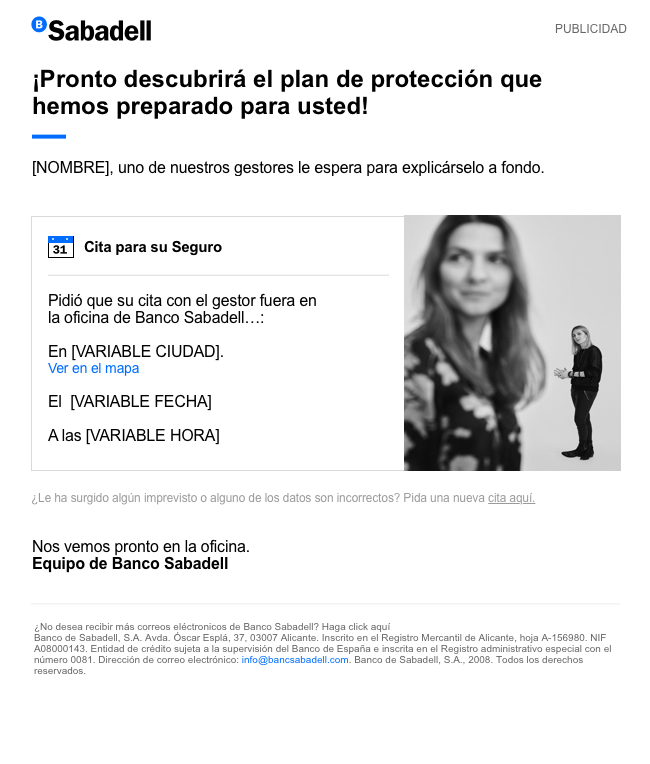 B Sabadell
PUBLICIDAD
¡Pronto descubrirá el plan de protección que
hemos preparado para usted!
[NOMBRE], uno de nuestros gestores le espera para explicárselo a fondo.
31 Cita para su Seguro
Pidió que su cita con el gestor fuera en
la oficina de Banco Sabadell…:
En [VARIABLE CIUDAD].
Ver en el mapa
El  [VARIABLE FECHA]
A las [VARIABLE HORA]
¿Le ha surgido algún imprevisto o alguno de los datos son incorrectos? Pida una nueva cita aquí.
Nos vemos pronto en la oficina.
Equipo de Banco Sabadell
¿No desea recibir más correos eléctronicos de Banco Sabadell? Haga click aquí
Banco de Sabadell, S.A. Avda. Óscar Esplá, 37, 03007 Alicante. Inscrito en el Registro Mercantil de Alicante, hoja A-156980. NIF
A08000143. Entidad de crédito sujeta a la supervisión del Banco de España e inscrita en el Registro administrativo especial con el
número 0081. Dirección de correo electrónico: info@bancsabadell.com. Banco de Sabadell, S.A., 2008. Todos los derechos
reservados.